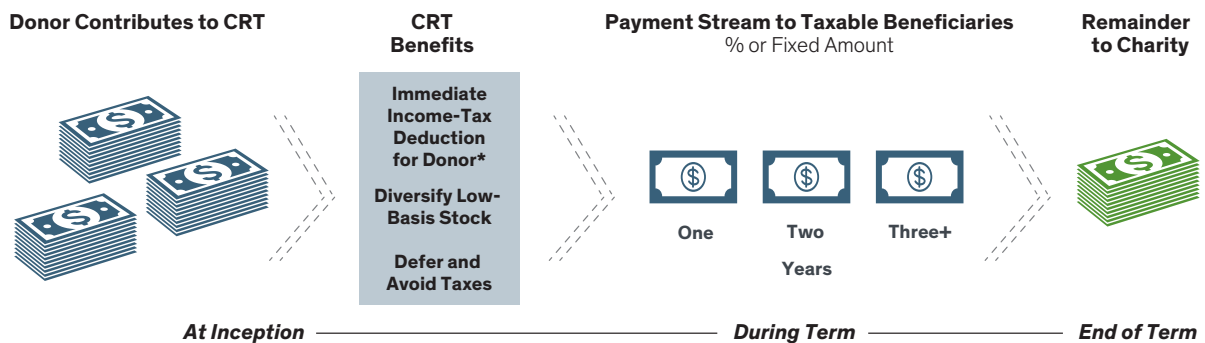 Donor Contributes to CRT
CRT
Benefits
Payment Stream to Taxable Beneficiaries
% or Fixed Amount
Remainder
to Charity
Immediate
Income-Tax
Deduction
for Donor*
Diversify Low-
Basis Stock
Defer and
Avoid Taxes
$
$
$
$
$
$
$
One
Two
Three+
Years
At Inception
During Term
End of Term